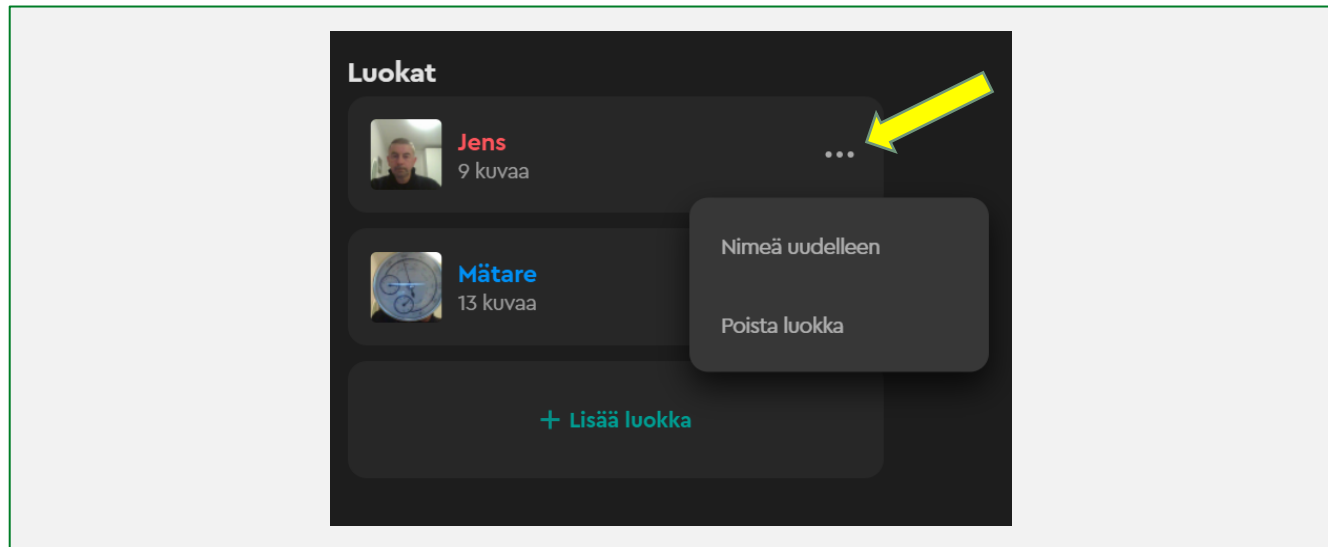 Luokat
Jens
9 kuvaa
Nimeä uudelleen
Mätare
13 kuvaa
Poista luokka
+ Lisää luokka